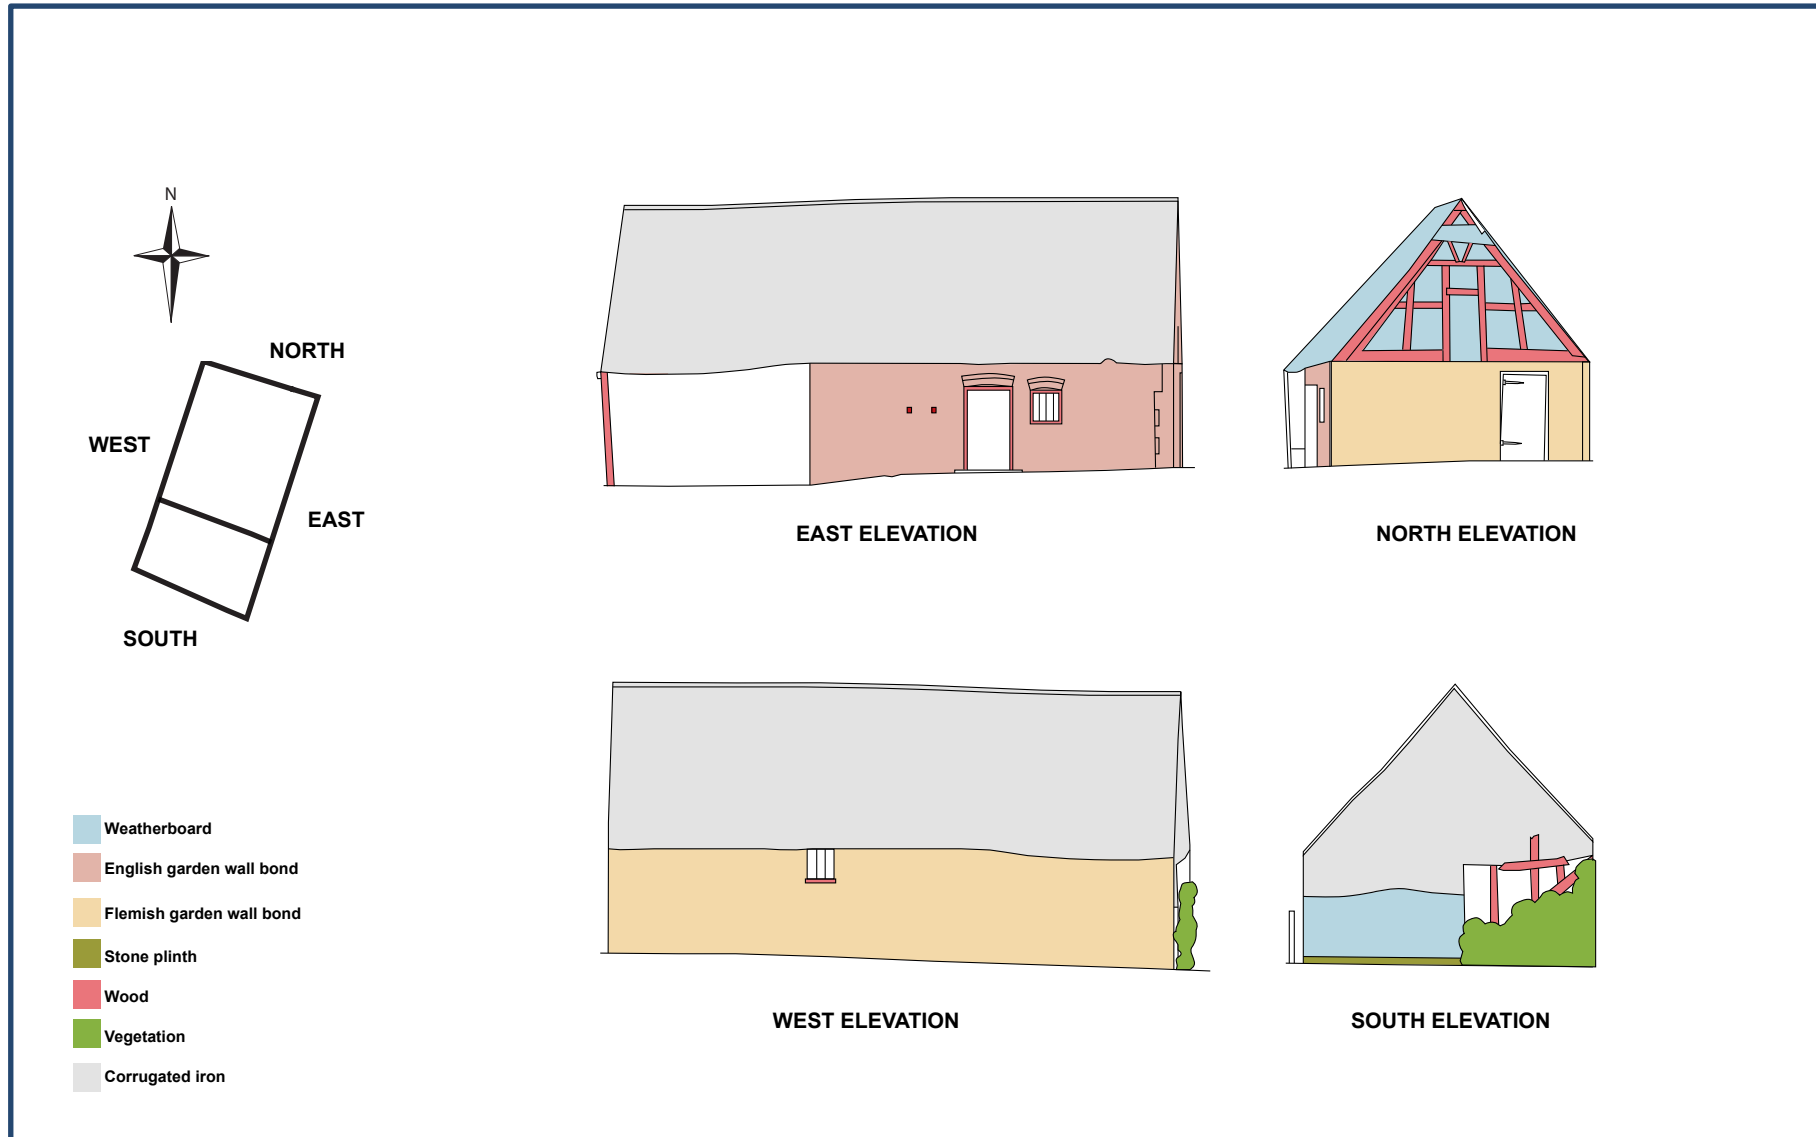 N
NORTH
WEST
EAST
SOUTH
EAST ELEVATION
NORTH ELEVATION
WEST ELEVATION
SOUTH ELEVATION
Weatherboard
English garden wall bond
Flemish garden wall bond
Stone plinth
Wood
Vegetation
Corrugated iron